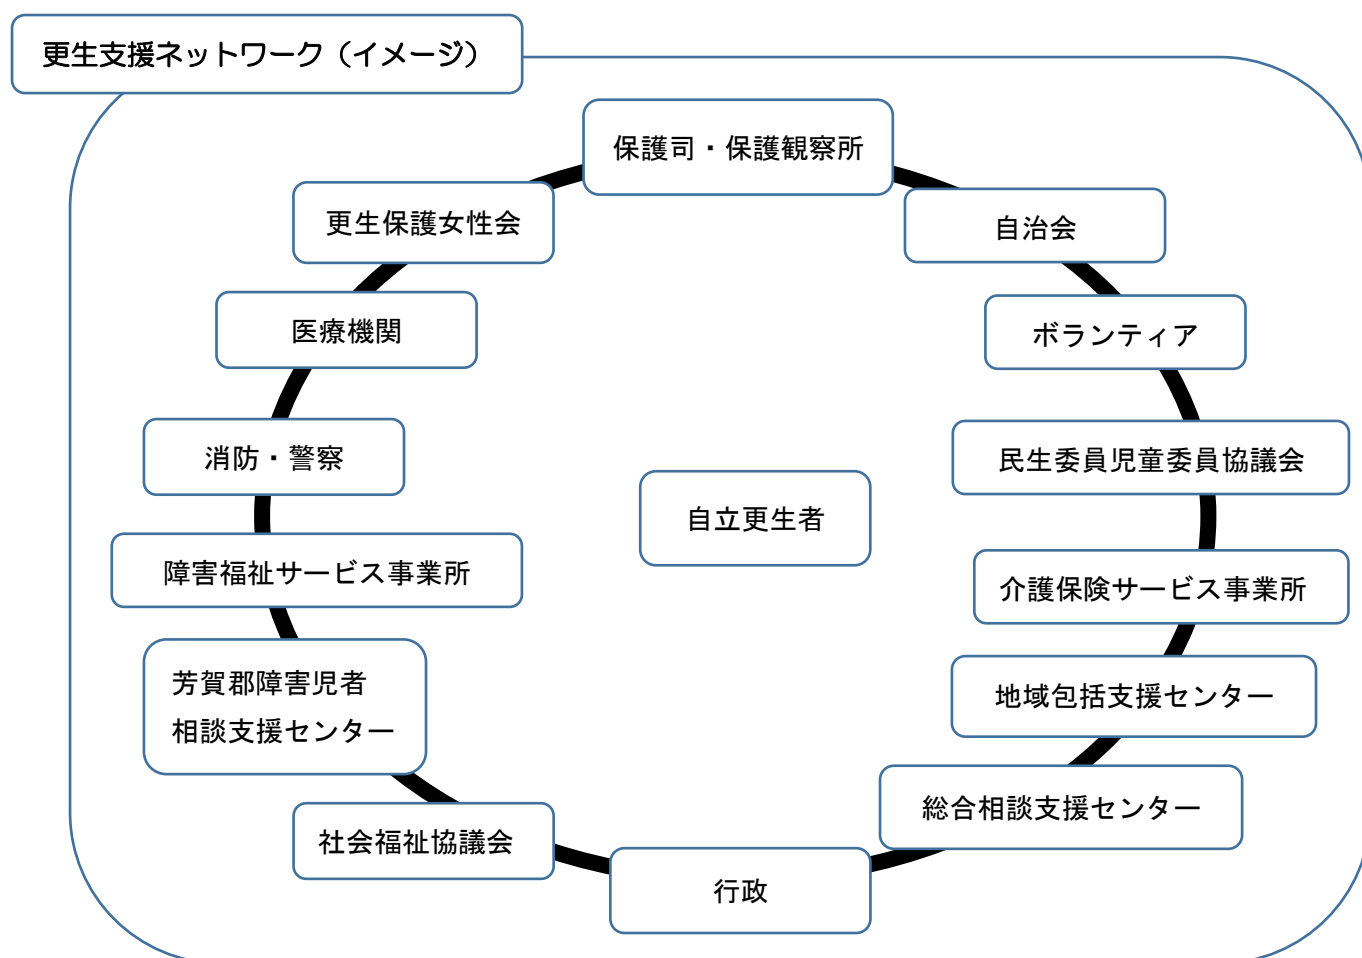 更生支援ネットワーク（イメージ）
保護司・保護観察所
更生保護女性会
自治会
医療機関
ボランティア
消防・警察
民生委員児童委員協議会
自立更生者
障害福祉サービス事業所
介護保険サービス事業所
芳賀郡障害児者
相談支援センター
地域包括支援センター
総合相談支援センター
社会福祉協議会
行政